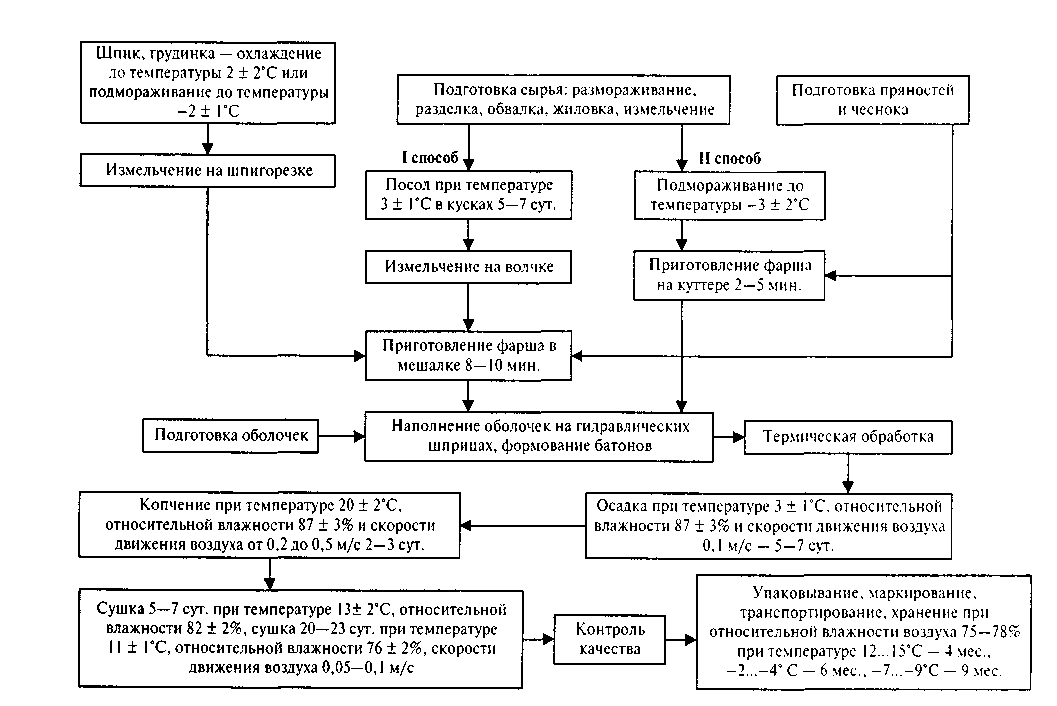 Шпик, грудинка — охлаждение
до температуры 2 ± 2°С или
подмораживание до температуры
−2 ± 1°С
Подготовка сырья: размораживание,
разделка, обвалка, жиловка, измельчение
Подготовка пряностей
и чеснока
I способ
II способ
Измельчение на шпигорезке
Посол при температуре
3 ± 1°С в кусках 5—7 сут.
Подмораживание до
температуры −3 ± 2°С
Измельчение на волчке
Приготовление фарша
на куттере 2—5 мин.
Приготовление фарша в
мешалке 8—10 мин.
Подготовка оболочек
Наполнение оболочек на гидравлических
шприцах, формование батонов
Термическая обработка
Осадка при температуре 3 ± 1°С, относительной
влажности 87 ± 3% и скорости движения воздуха
0,1 м/с — 5—7 сут.
Копчение при температуре 20 ± 2°С,
относительной влажности 87 ± 3% и скорости
движения воздуха от 0,2 до 0,5 м/с 2—3 сут.
Сушка 5—7 сут. при температуре 13± 2°С, относительной
влажности 82 ± 2%, сушка 20—23 сут. при температуре
11 ± 1°С, относительной влажности 76 ± 2%, скорости
движения воздуха 0,05—0,1 м/с
Контроль
качества
Упаковывание, маркирование,
транспортирование, хранение при
относительной влажности воздуха 75—78%
при температуре 12...15°С — 4 мес.,
−2...−4° С — 6 мес., −7...−9°С — 9 мес.